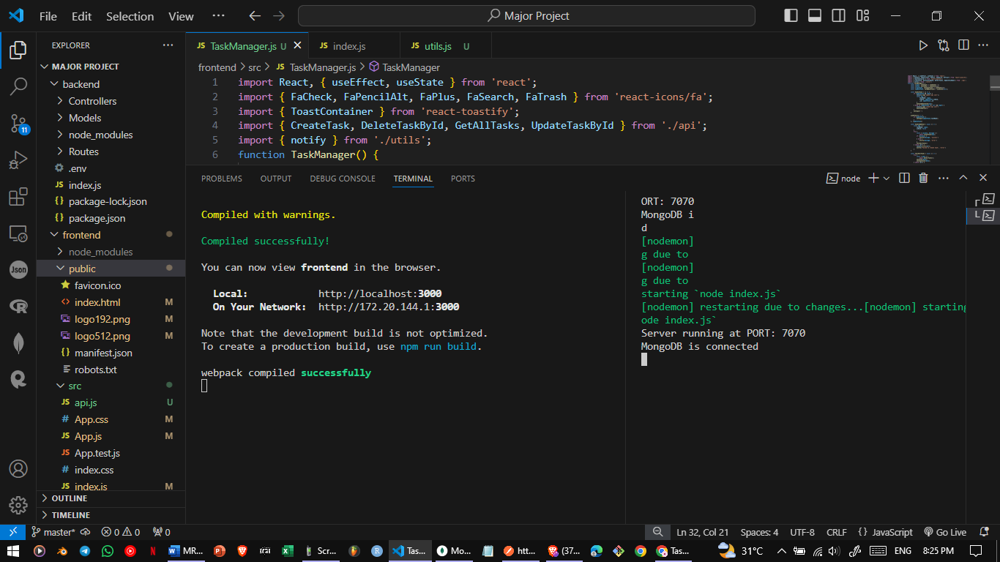 File Edit Selection View ··· Major Project
EXPLORER ···
MAJOR PROJECT
backend
Controllers
Models
node_modules
Routes
.env
JS index.js
{} package-lock.json
{} package.json
frontend
node_modules
public
favicon.ico
<> index.html M
logo192.png M
logo512.png M
{} manifest.json
robots.txt
src
JS api.js U
# App.css M
JS App.js M
JS App.test.js
# index.css
JS index.js M
OUTLINE
TIMELINE
11
Json
JS TaskManager.js U JS index.js JS utils.js U
frontend > src > JS TaskManager.js > TaskManager
1 import React, { useEffect, useState } from 'react';
2 import { FaCheck, FaPencilAlt, FaPlus, FaSearch, FaTrash } from 'react-icons/fa';
3 import { ToastContainer } from 'react-toastify';
4 import { CreateTask, DeleteTaskById, GetAllTasks, UpdateTaskById } from './api';
5 import { notify } from './utils';
6 function TaskManager() {
PROBLEMS OUTPUT DEBUG CONSOLE TERMINAL PORTS node
Compiled with warnings.
Compiled successfully!
You can now view frontend in the browser.
Local: http://localhost:3000
On Your Network: http://172.20.144.1:3000
Note that the development build is not optimized.
To create a production build, use npm run build.
webpack compiled successfully
ORT: 7070
MongoDB i
d
[nodemon]
g due to
[nodemon]
g due to
starting `node index.js`
[nodemon] restarting due to changes...[nodemon] starting
ode index.js`
Server running at PORT: 7070
MongoDB is connected
master* 0 0 0 Ln 32, Col 21 Spaces: 4 UTF-8 CRLF {} JavaScript Go Live
MR... Scr... Tas... Mo... htt... (37... Tas... 31°C ENG 8:25 PM